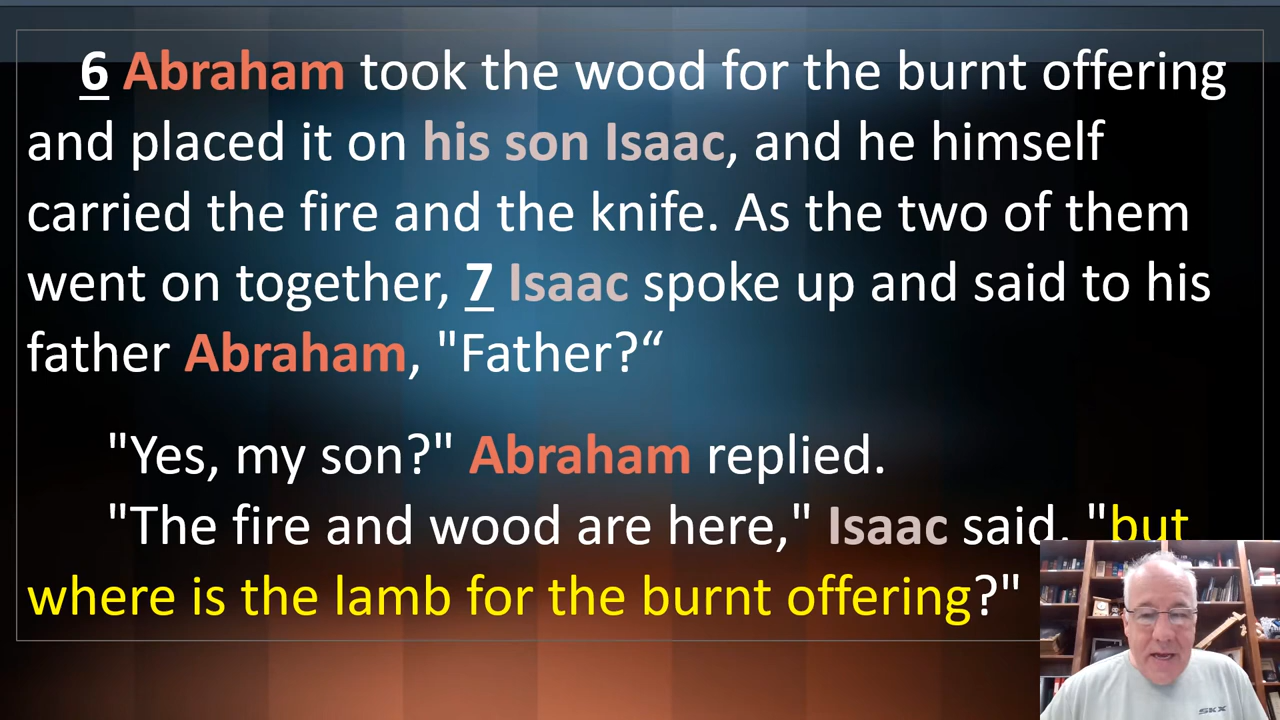 6 Abraham took the wood for the burnt offering
and placed it on his son Isaac, and he himself
carried the fire and the knife. As the two of them
went on together, 7 Isaac spoke up and said to his
father Abraham, "Father?“
"Yes, my son?" Abraham replied.
"The fire and wood are here," Isaac said, "but
where is the lamb for the burnt offering?"
SKX